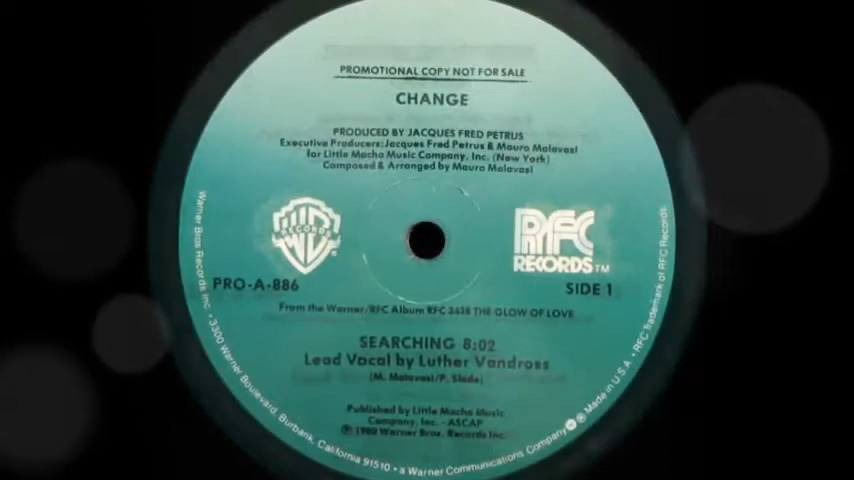 PROMOTIONAL COPY NOT FOR SALE
CHANGE
PRODUCED BY JACQUES FRED PETRUS
Executive Producers: Jacques Fred Petrus & Mauro Malavasi
for Little Macho Music Company, Inc. (New York)
Composed & Arranged by Mauro Malavasi
WB
RECORDS
®
RFC
RECORDS TM
PRO-A-886
SIDE 1
From the Warner/RFC Album RFC 3438 THE GLOW OF LOVE
SEARCHING 8:02
Lead Vocal by Luther Vandross
(M. Malavasi/P. Slade)
Published by Little Macho Music
Company, Inc. - ASCAP
℗ 1980 Warner Bros. Records Inc.
Warner Bros Records Inc. • 3300 Warner Boulevard, Burbank, California 91510 • a Warner Communications Company
Made in U.S.A. • RFC Trademark of RFC Records.